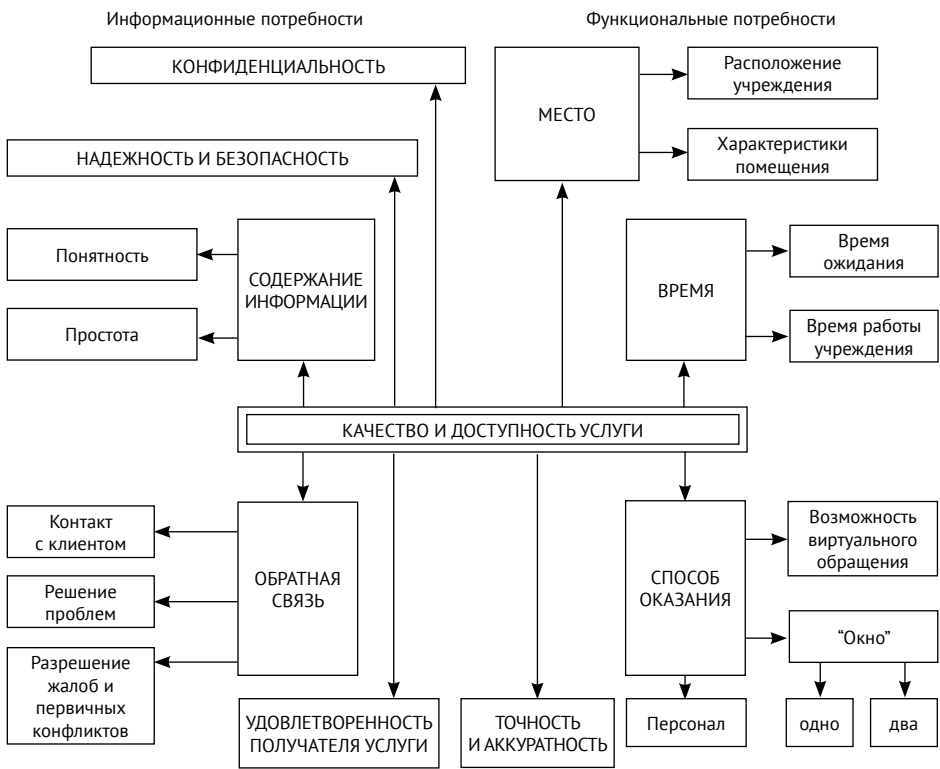 Информационные потребности
Функциональные потребности
КОНФИДЕНЦИАЛЬНОСТЬ
МЕСТО
Расположение
учреждения
Характеристики
помещения
НАДЕЖНОСТЬ И БЕЗОПАСНОСТЬ
Понятность
Простота
СОДЕРЖАНИЕ
ИНФОРМАЦИИ
ВРЕМЯ
Время
ожидания
Время работы
учреждения
КАЧЕСТВО И ДОСТУПНОСТЬ УСЛУГИ
Контакт
с клиентом
Решение
проблем
Разрешение
жалоб и
первичных
конфликтов
ОБРАТНАЯ
СВЯЗЬ
СПОСОБ
ОКАЗАНИЯ
Возможность
виртуального
обращения
“Окно”
УДОВЛЕТВОРЕННОСТЬ
ПОЛУЧАТЕЛЯ УСЛУГИ
ТОЧНОСТЬ
И АККУРАТНОСТЬ
Персонал
одно
два